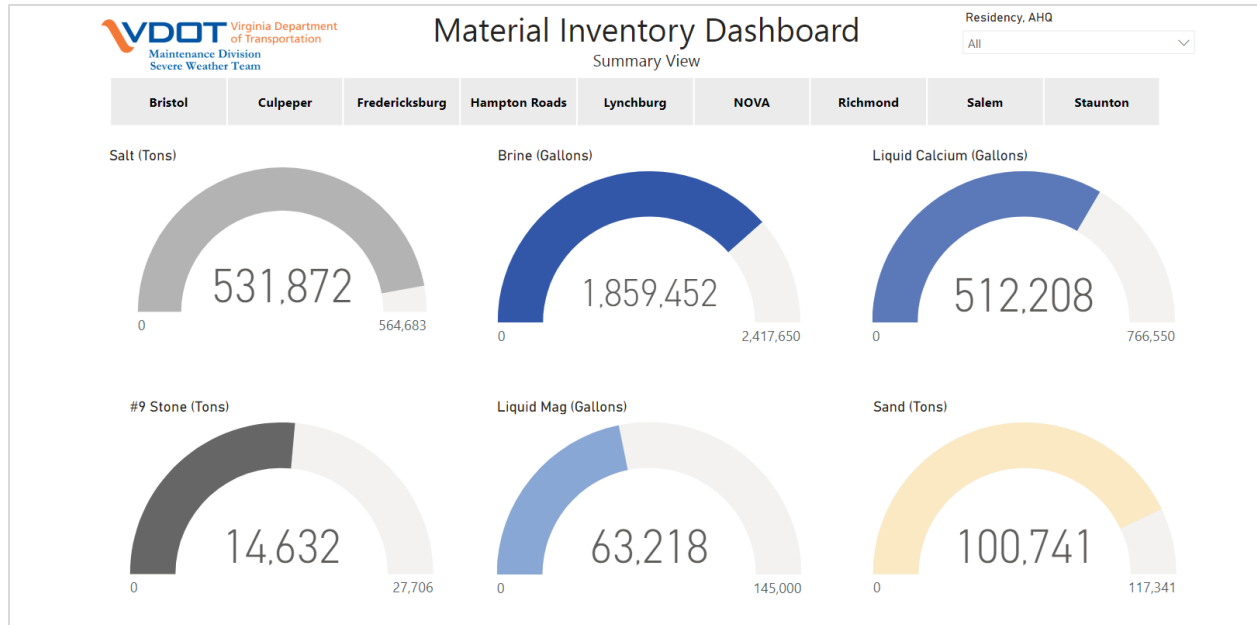 VDOT Virginia Department
of Transportation
Maintenance Division
Severe Weather Team
Material Inventory Dashboard
Summary View
Residency, AHQ
All
Bristol Culpeper Fredericksburg Hampton Roads Lynchburg NOVA Richmond Salem Staunton
Salt (Tons)
531,872
0 564,683
Brine (Gallons)
1,859,452
0 2,417,650
Liquid Calcium (Gallons)
512,208
0 766,550
#9 Stone (Tons)
14,632
0 27,706
Liquid Mag (Gallons)
63,218
0 145,000
Sand (Tons)
100,741
0 117,341